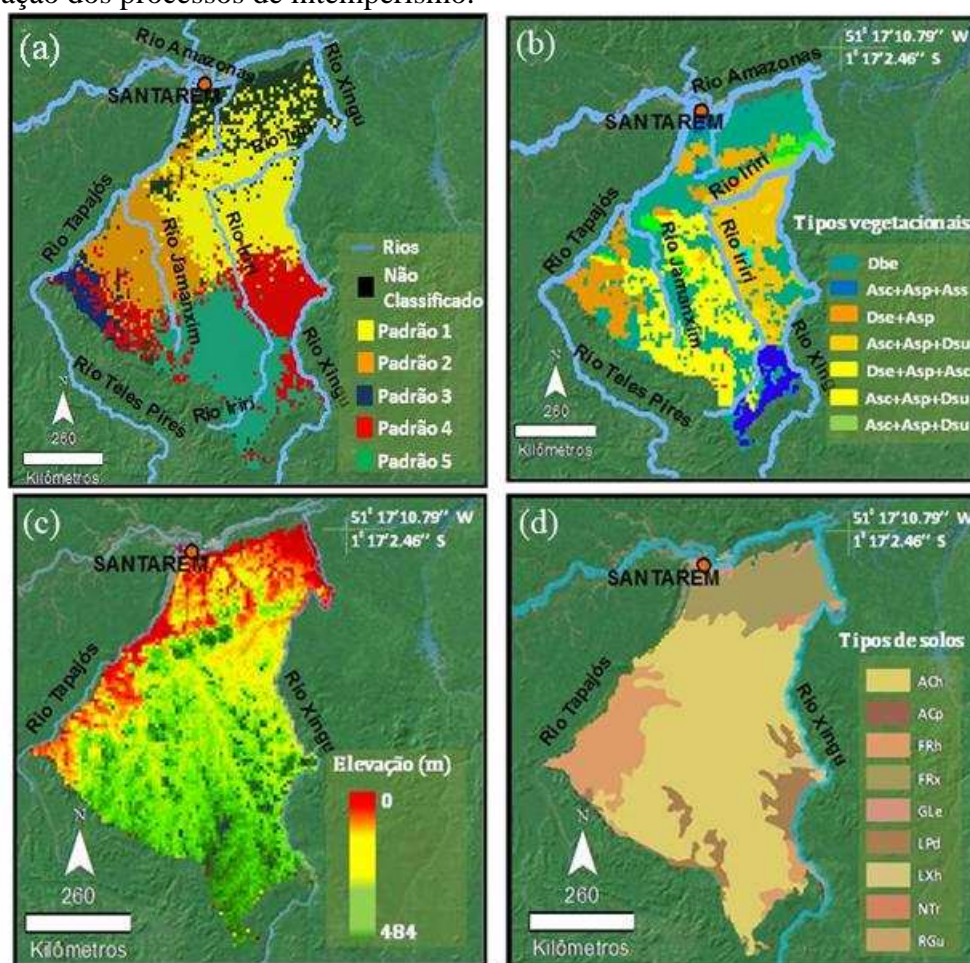 ação dos processos de intemperismo.
(a)
Rio Amazonas
SANTAREM
Rio Xingu
Rio Iriri
Rio Tapajós
Rio Jamanxim
Rio Iriri
Rio Xingu
Rio Teles Pires
Rio Iriri
N
260
Kilômetros
Rios
Não
Classificado
Padrão 1
Padrão 2
Padrão 3
Padrão 4
Padrão 5
(b)
51° 17'10.79'' W
1° 17'2.46'' S
Rio Amazonas
SANTAREM
Rio Iriri
Rio Tapajós
Rio Jamanxim
Rio Iriri
Rio Xingu
Rio Teles Pires
N
260
Kilômetros
Tipos vegetacionais
Dbe
Asc+Asp+Ass
Dse+Asp
Asc+Asp+Dsu
Dse+Asp+Asc
Asc+Asp+Dsu
Asc+Asp+Dsu
(c)
51° 17'10.79'' W
1° 17'2.46'' S
SANTAREM
Rio Tapajós
Rio Xingu
Elevação (m)
0
484
N
260
Kilômetros
(d)
51° 17'10.79'' W
1° 17'2.46'' S
SANTAREM
Rio Tapajós
Rio Xingu
Tipos de solos
ACh
ACp
FRh
FRx
GLe
LPd
LXh
NTr
RGu
N
260
Kilômetros